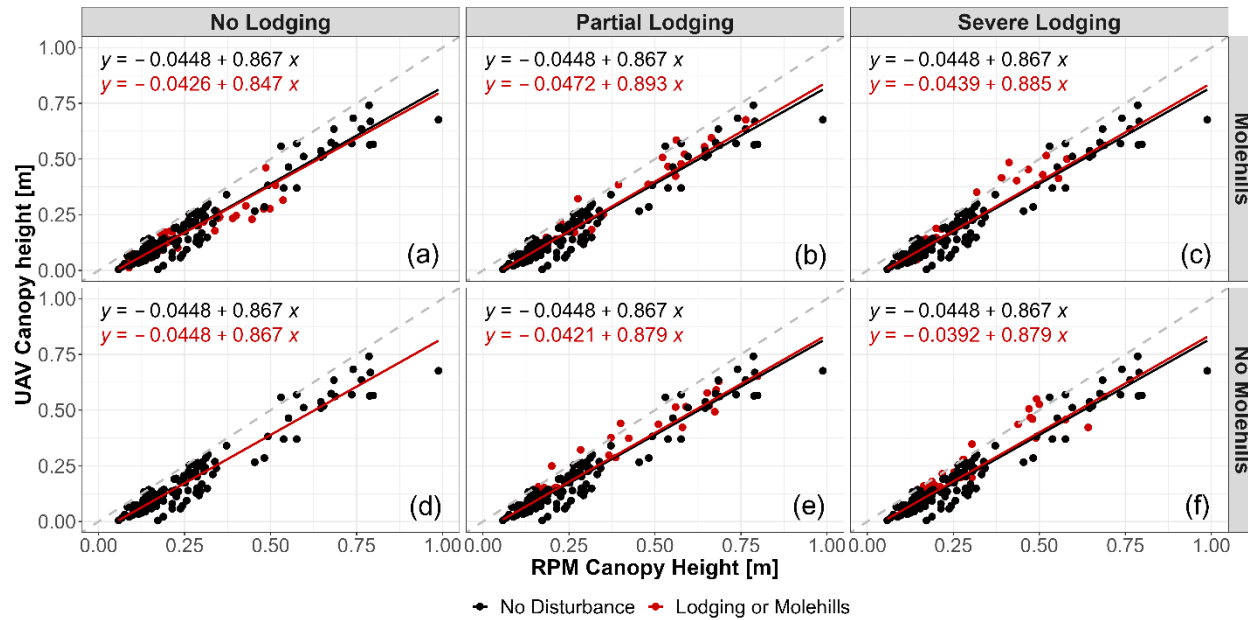 No Lodging
Partial Lodging
Severe Lodging
Molehills
No Molehills
UAV Canopy height [m]
1.00
0.75
0.50
0.25
0.00
y = − 0.0448 + 0.867 x
y = − 0.0426 + 0.847 x
(a)
y = − 0.0448 + 0.867 x
y = − 0.0472 + 0.893 x
(b)
y = − 0.0448 + 0.867 x
y = − 0.0439 + 0.885 x
(c)
1.00
0.75
0.50
0.25
0.00
y = − 0.0448 + 0.867 x
y = − 0.0448 + 0.867 x
(d)
y = − 0.0448 + 0.867 x
y = − 0.0421 + 0.879 x
(e)
y = − 0.0448 + 0.867 x
y = − 0.0392 + 0.879 x
(f)
0.00 0.25 0.50 0.75 1.00
0.00 0.25 0.50 0.75 1.00
0.00 0.25 0.50 0.75 1.00
RPM Canopy Height [m]
No Disturbance
Lodging or Molehills